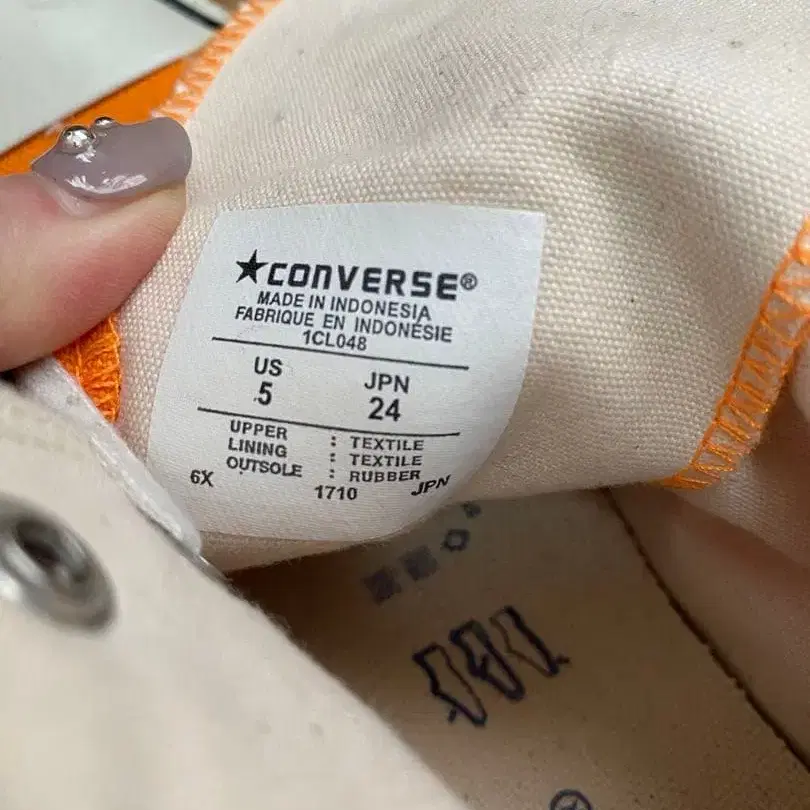 ★CONVERSE®
MADE IN INDONESIA
FABRIQUE EN INDONÉSIE
1CL048
US JPN
5 24
UPPER : TEXTILE
LINING : TEXTILE
OUTSOLE : RUBBER
6X 1710 JPN